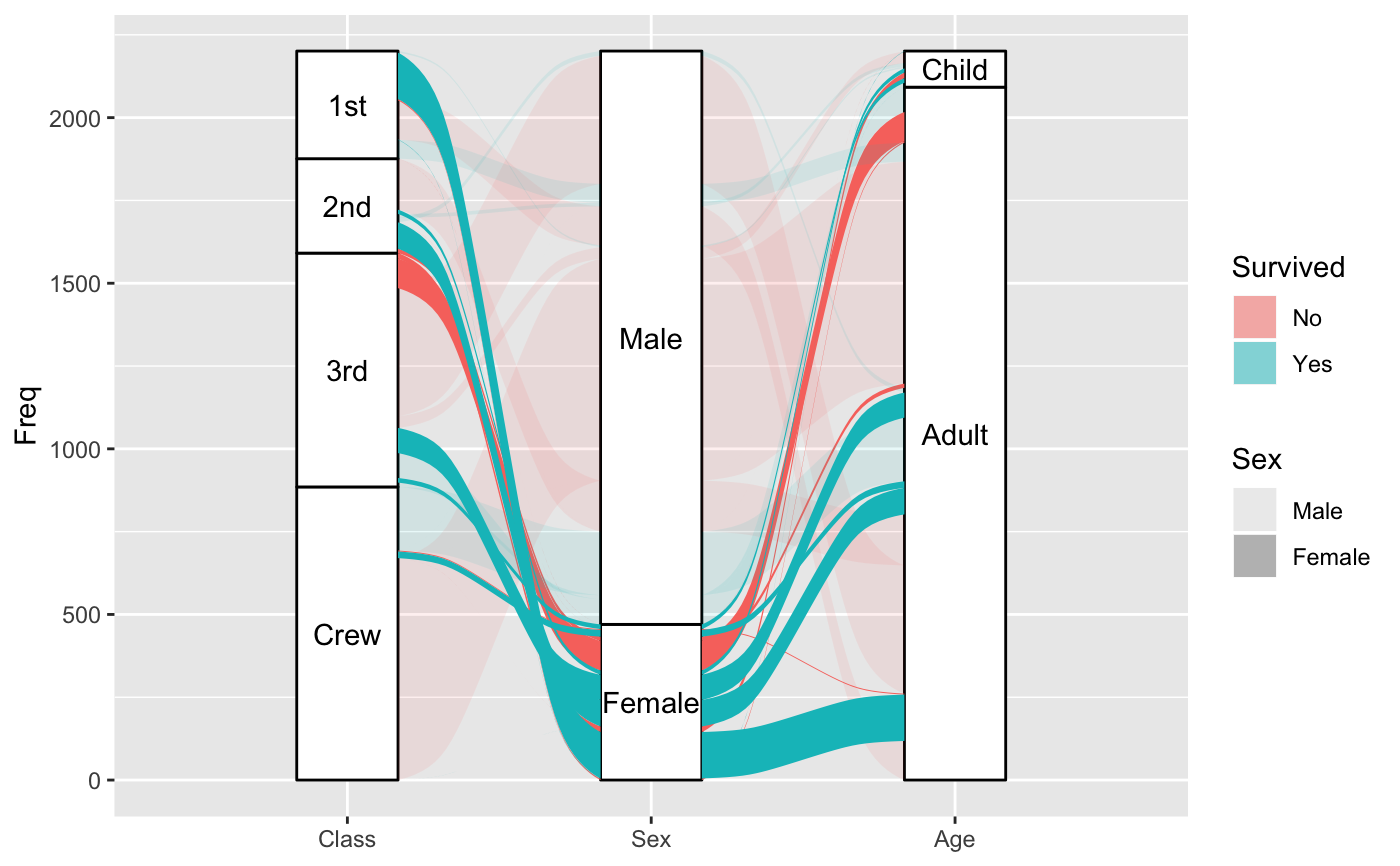 2000
1500
1000
500
0
Freq
1st
2nd
3rd
Crew
Male
Female
Child
Adult
Class
Sex
Age
Survived
No
Yes
Sex
Male
Female